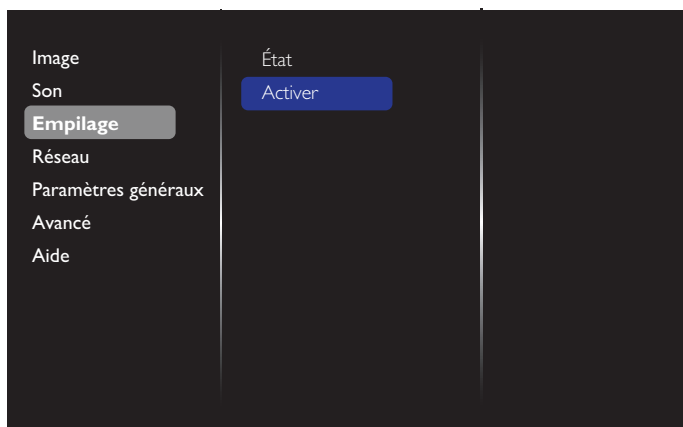 Image
Son
Empilage
Réseau
Paramètres généraux
Avancé
Aide
État
Activer